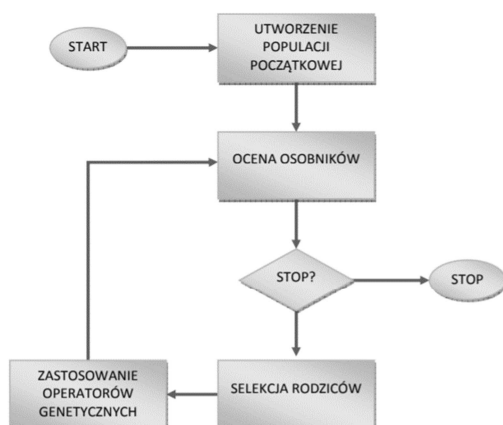 START
UTWORZENIE
POPULACJI
POCZĄTKOWEJ
OCENA OSOBNIKÓW
STOP?
STOP
ZASTOSOWANIE
OPERATORÓW
GENETYCZNYCH
SELEKCJA RODZICÓW